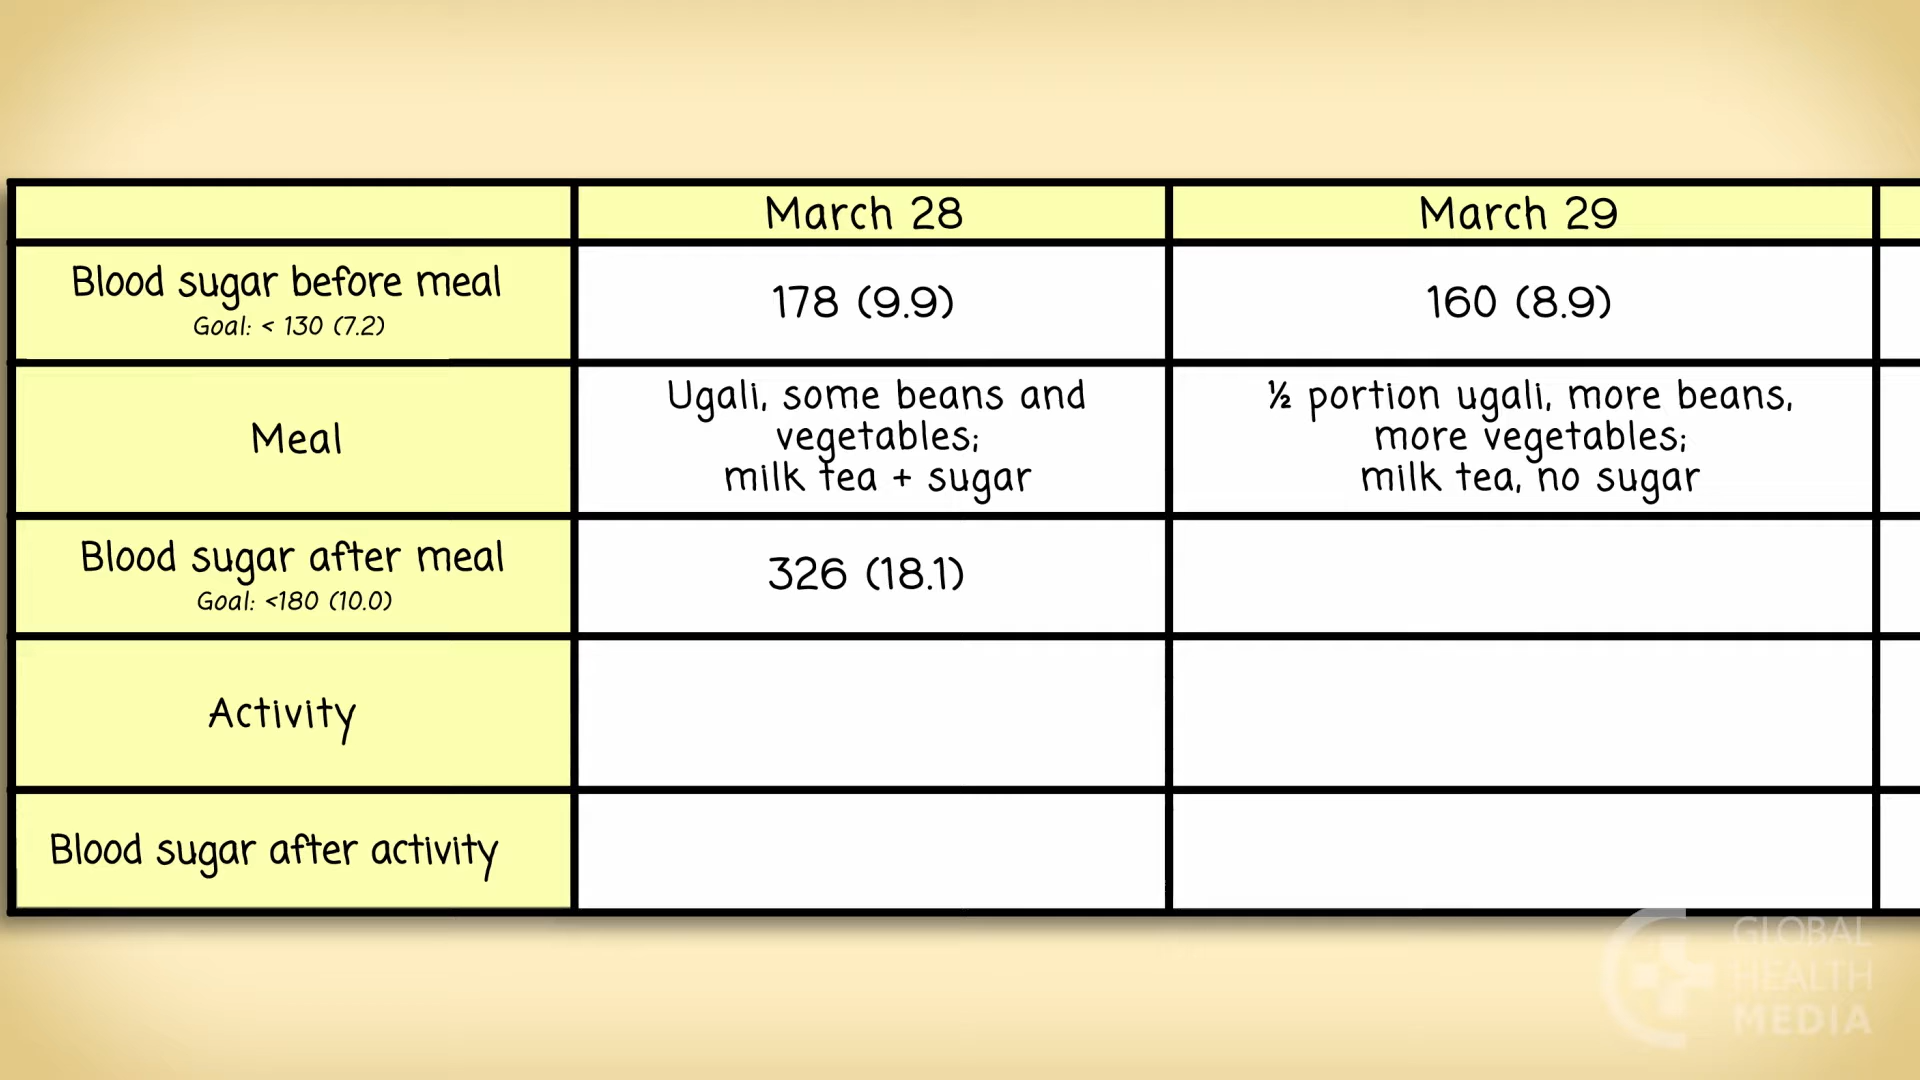 March 28
March 29
Blood sugar before meal
Goal: < 130 (7.2)
178 (9.9)
160 (8.9)
Meal
Ugali, some beans and
vegetables;
milk tea + sugar
½ portion ugali, more beans,
more vegetables;
milk tea, no sugar
Blood sugar after meal
Goal: <180 (10.0)
326 (18.1)
Activity
Blood sugar after activity
GLOBAL
HEALTH
MEDIA